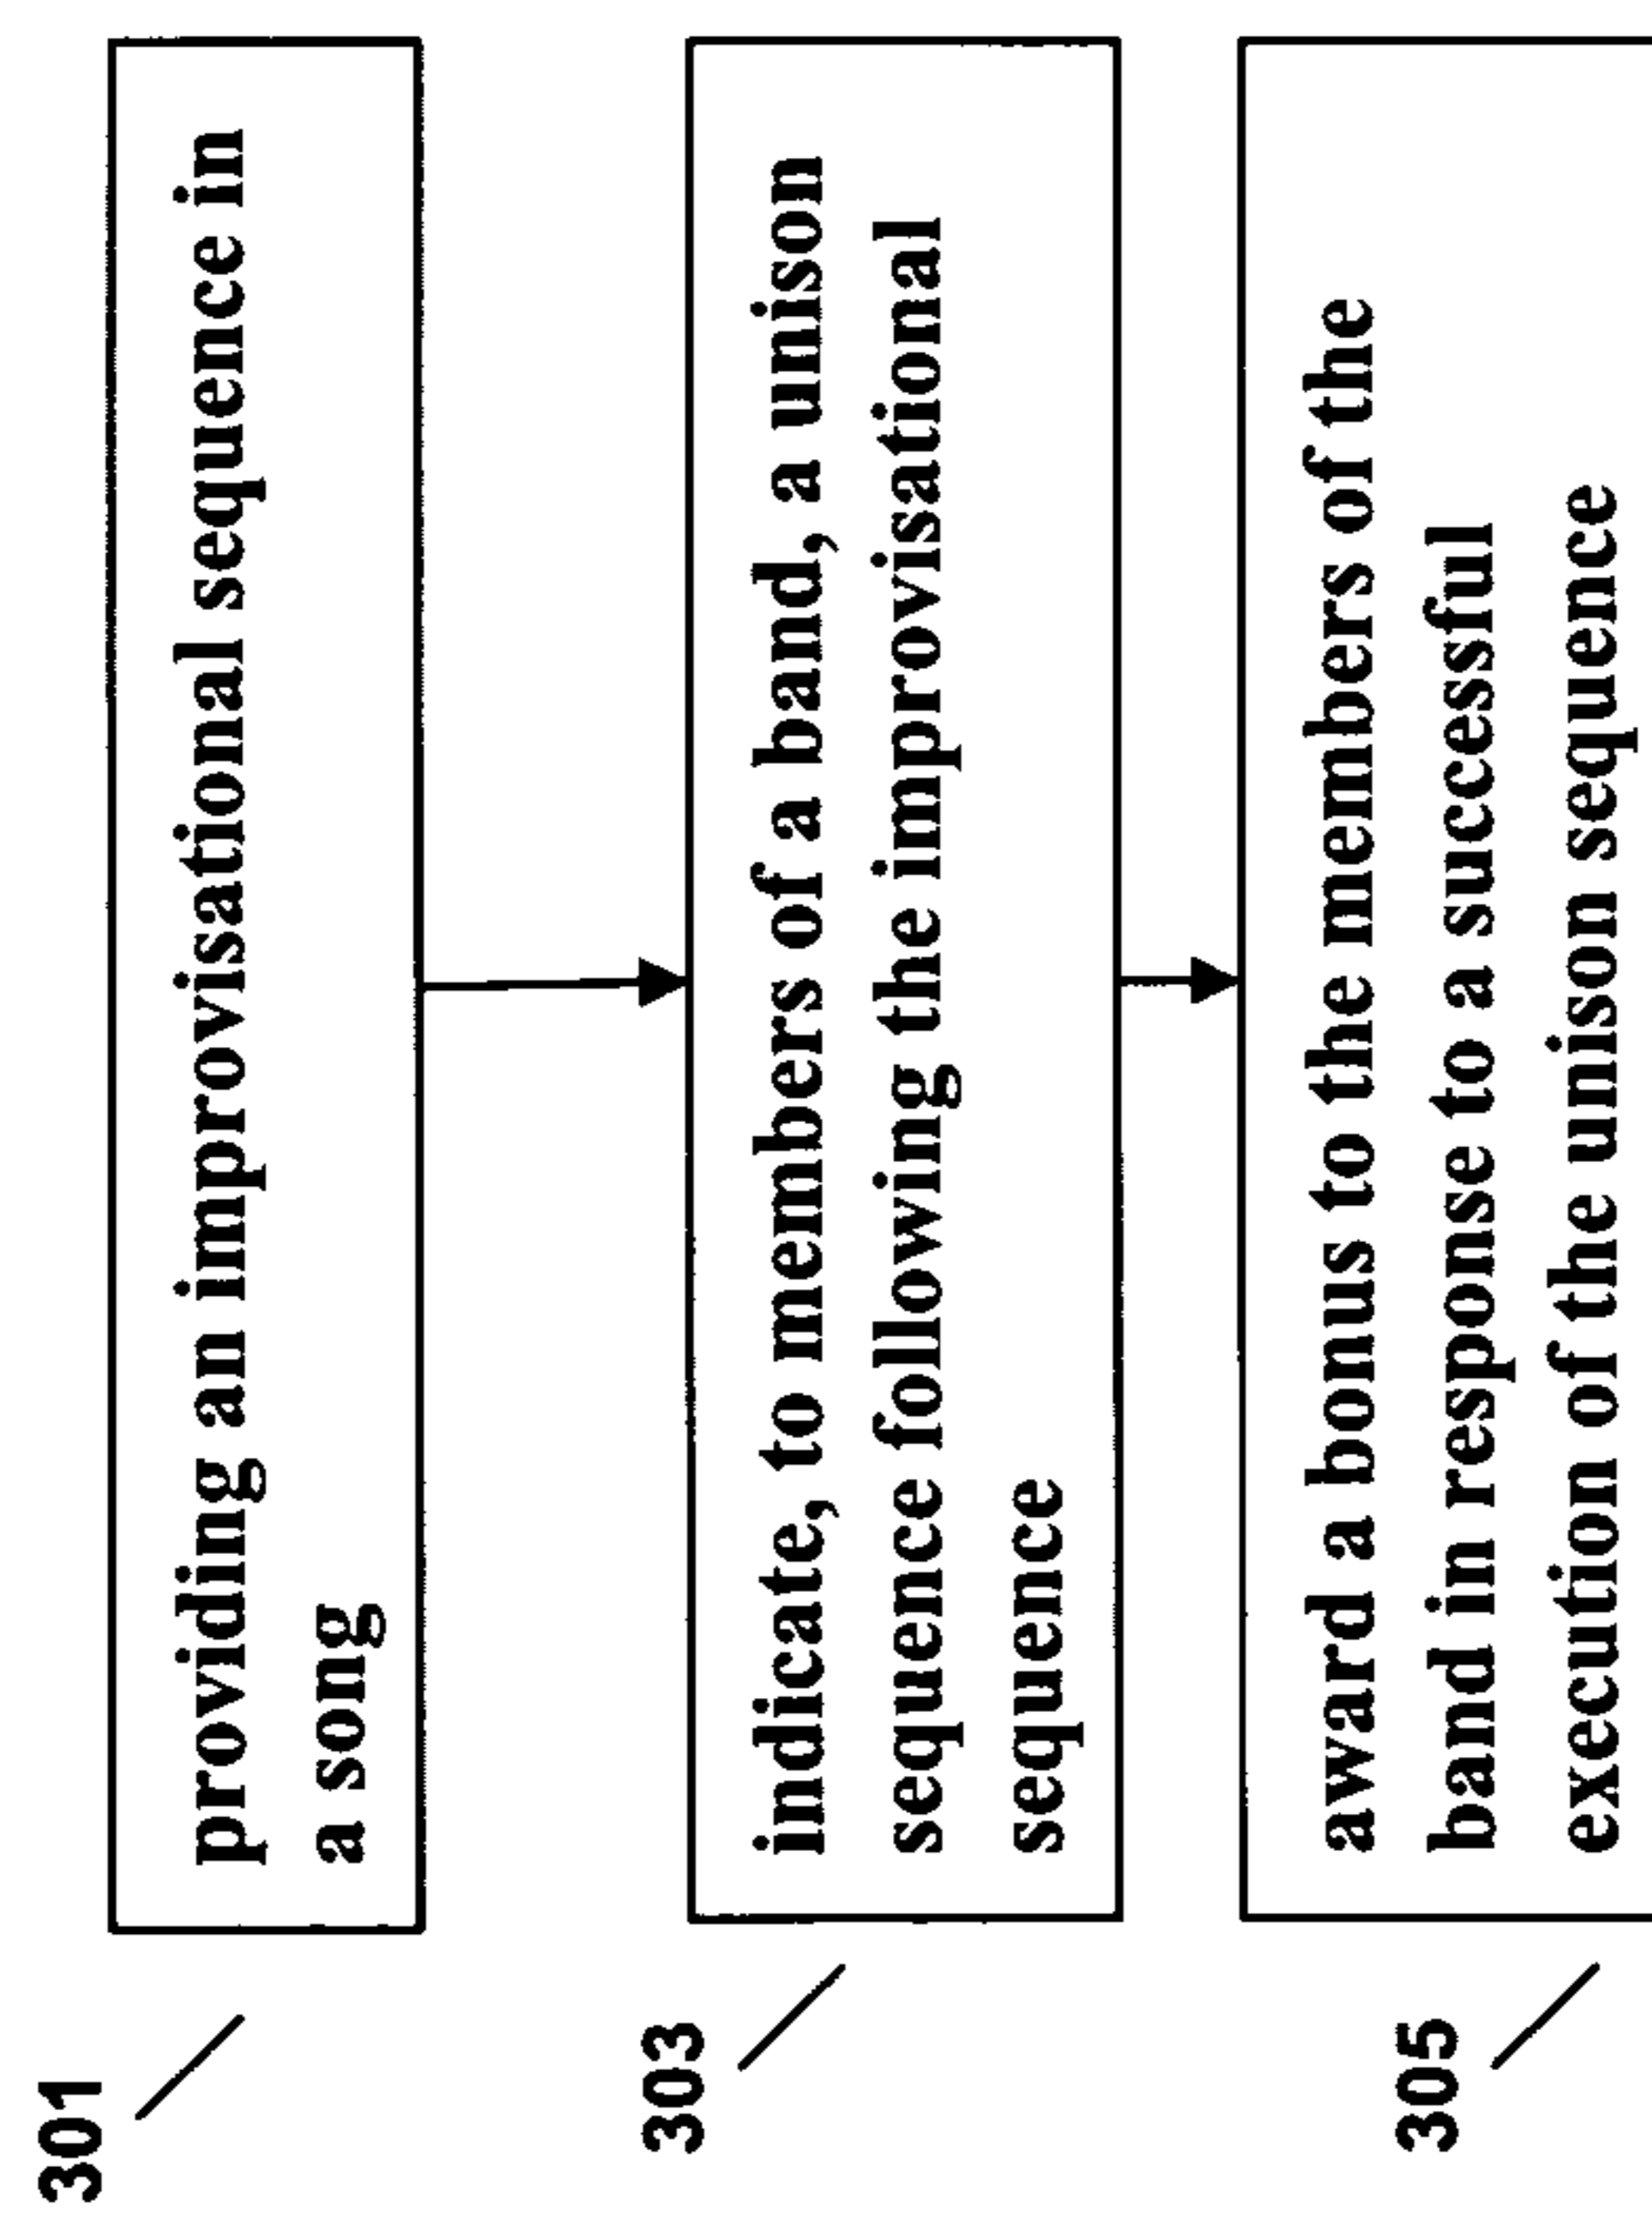 301
providing an improvisational sequence in
a song
303
indicate, to members of a band, a unison
sequence following the improvisational
sequence
305
award a bonus to the members of the
band in response to a successful
execution of the unison sequence